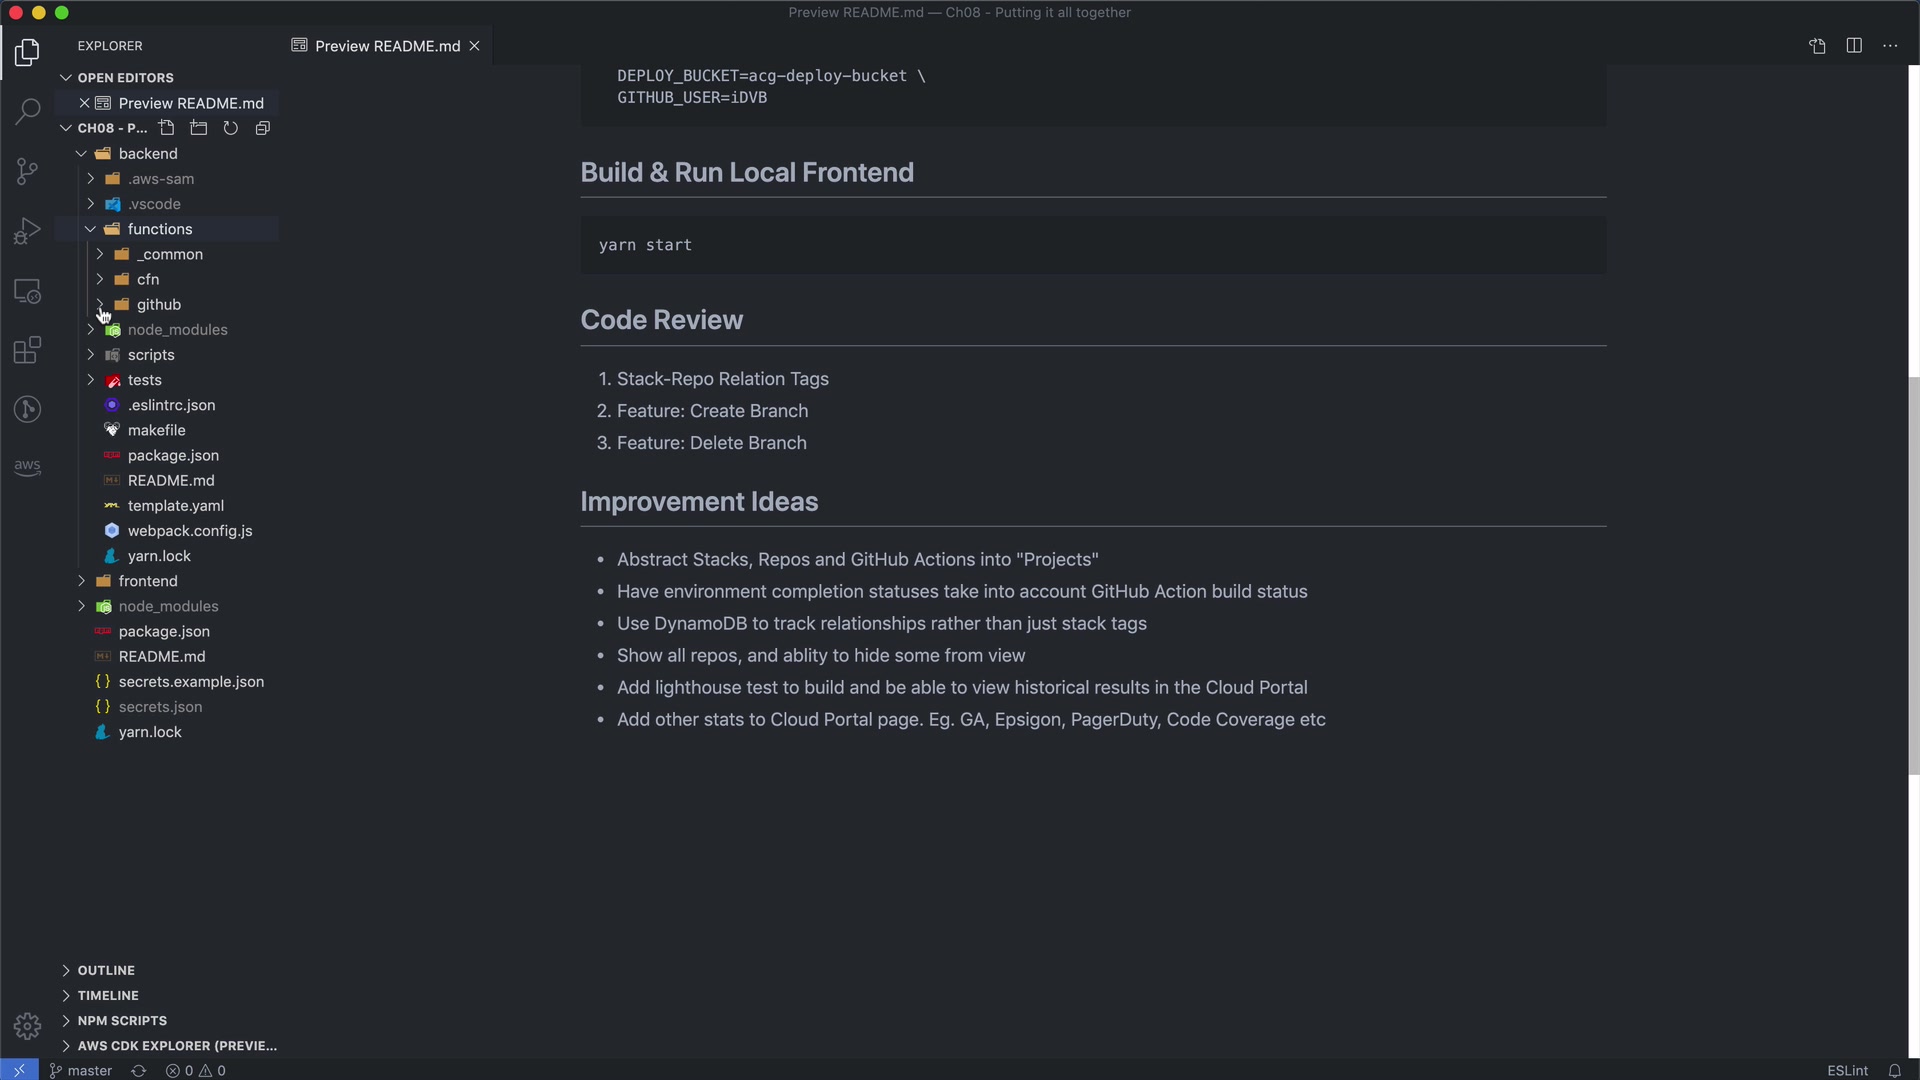 Preview README.md — Ch08 - Putting it all together
EXPLORER
Preview README.md
OPEN EDITORS
Preview README.md
CH08 - P...
backend
.aws-sam
.vscode
functions
_common
cfn
github
node_modules
scripts
tests
.eslintrc.json
makefile
package.json
README.md
template.yaml
webpack.config.js
yarn.lock
frontend
node_modules
package.json
README.md
secrets.example.json
secrets.json
yarn.lock
OUTLINE
TIMELINE
NPM SCRIPTS
AWS CDK EXPLORER (PREVIE...
aws
DEPLOY_BUCKET=acg-deploy-bucket \
GITHUB_USER=iDVB
Build & Run Local Frontend
yarn start
Code Review
1. Stack-Repo Relation Tags
2. Feature: Create Branch
3. Feature: Delete Branch
Improvement Ideas
• Abstract Stacks, Repos and GitHub Actions into "Projects"
• Have environment completion statuses take into account GitHub Action build status
• Use DynamoDB to track relationships rather than just stack tags
• Show all repos, and ablity to hide some from view
• Add lighthouse test to build and be able to view historical results in the Cloud Portal
• Add other stats to Cloud Portal page. Eg. GA, Epsigon, PagerDuty, Code Coverage etc
master 0 0 ESLint